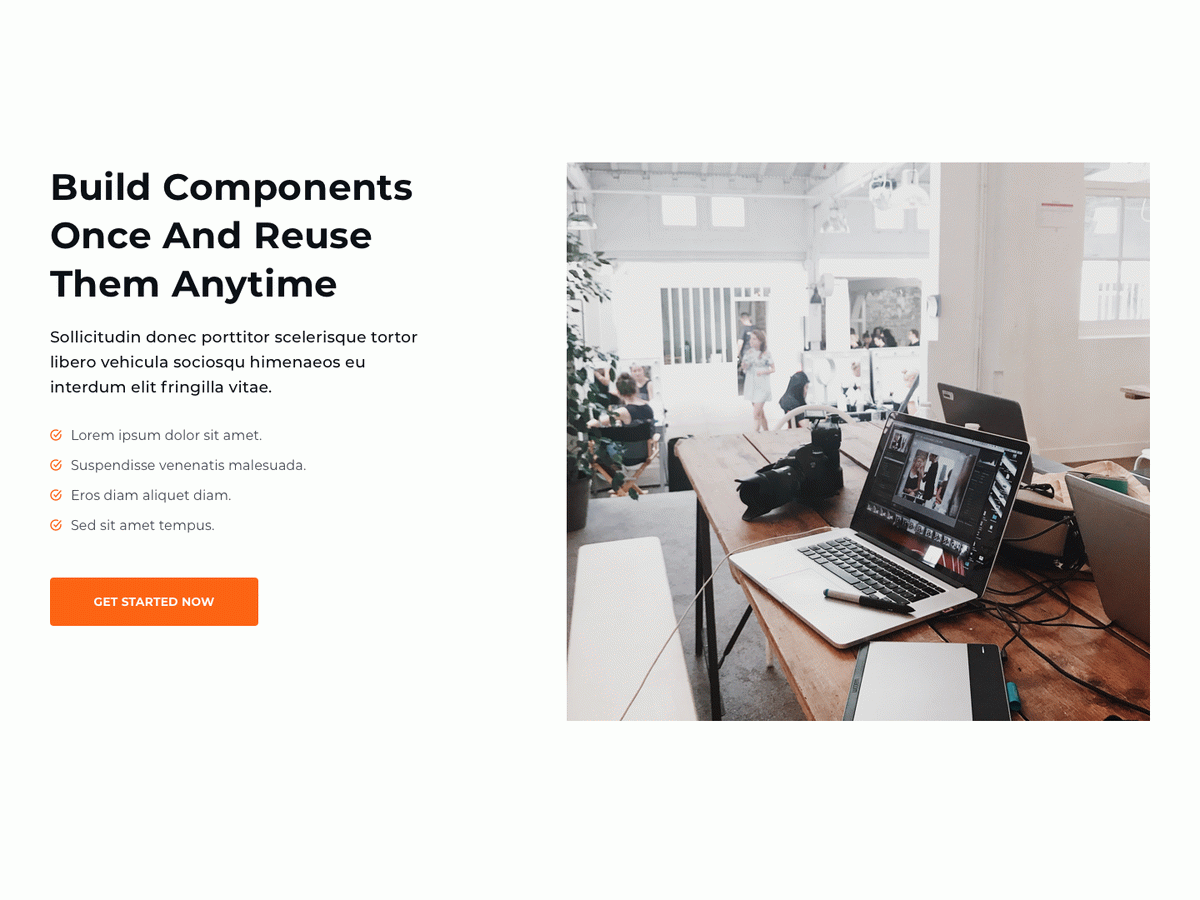 Build Components
Once And Reuse
Them Anytime
Sollicitudin donec porttitor scelerisque tortor
libero vehicula sociosqu himenaeos eu
interdum elit fringilla vitae.
Lorem ipsum dolor sit amet.
Suspendisse venenatis malesuada.
Eros diam aliquet diam.
Sed sit amet tempus.
GET STARTED NOW